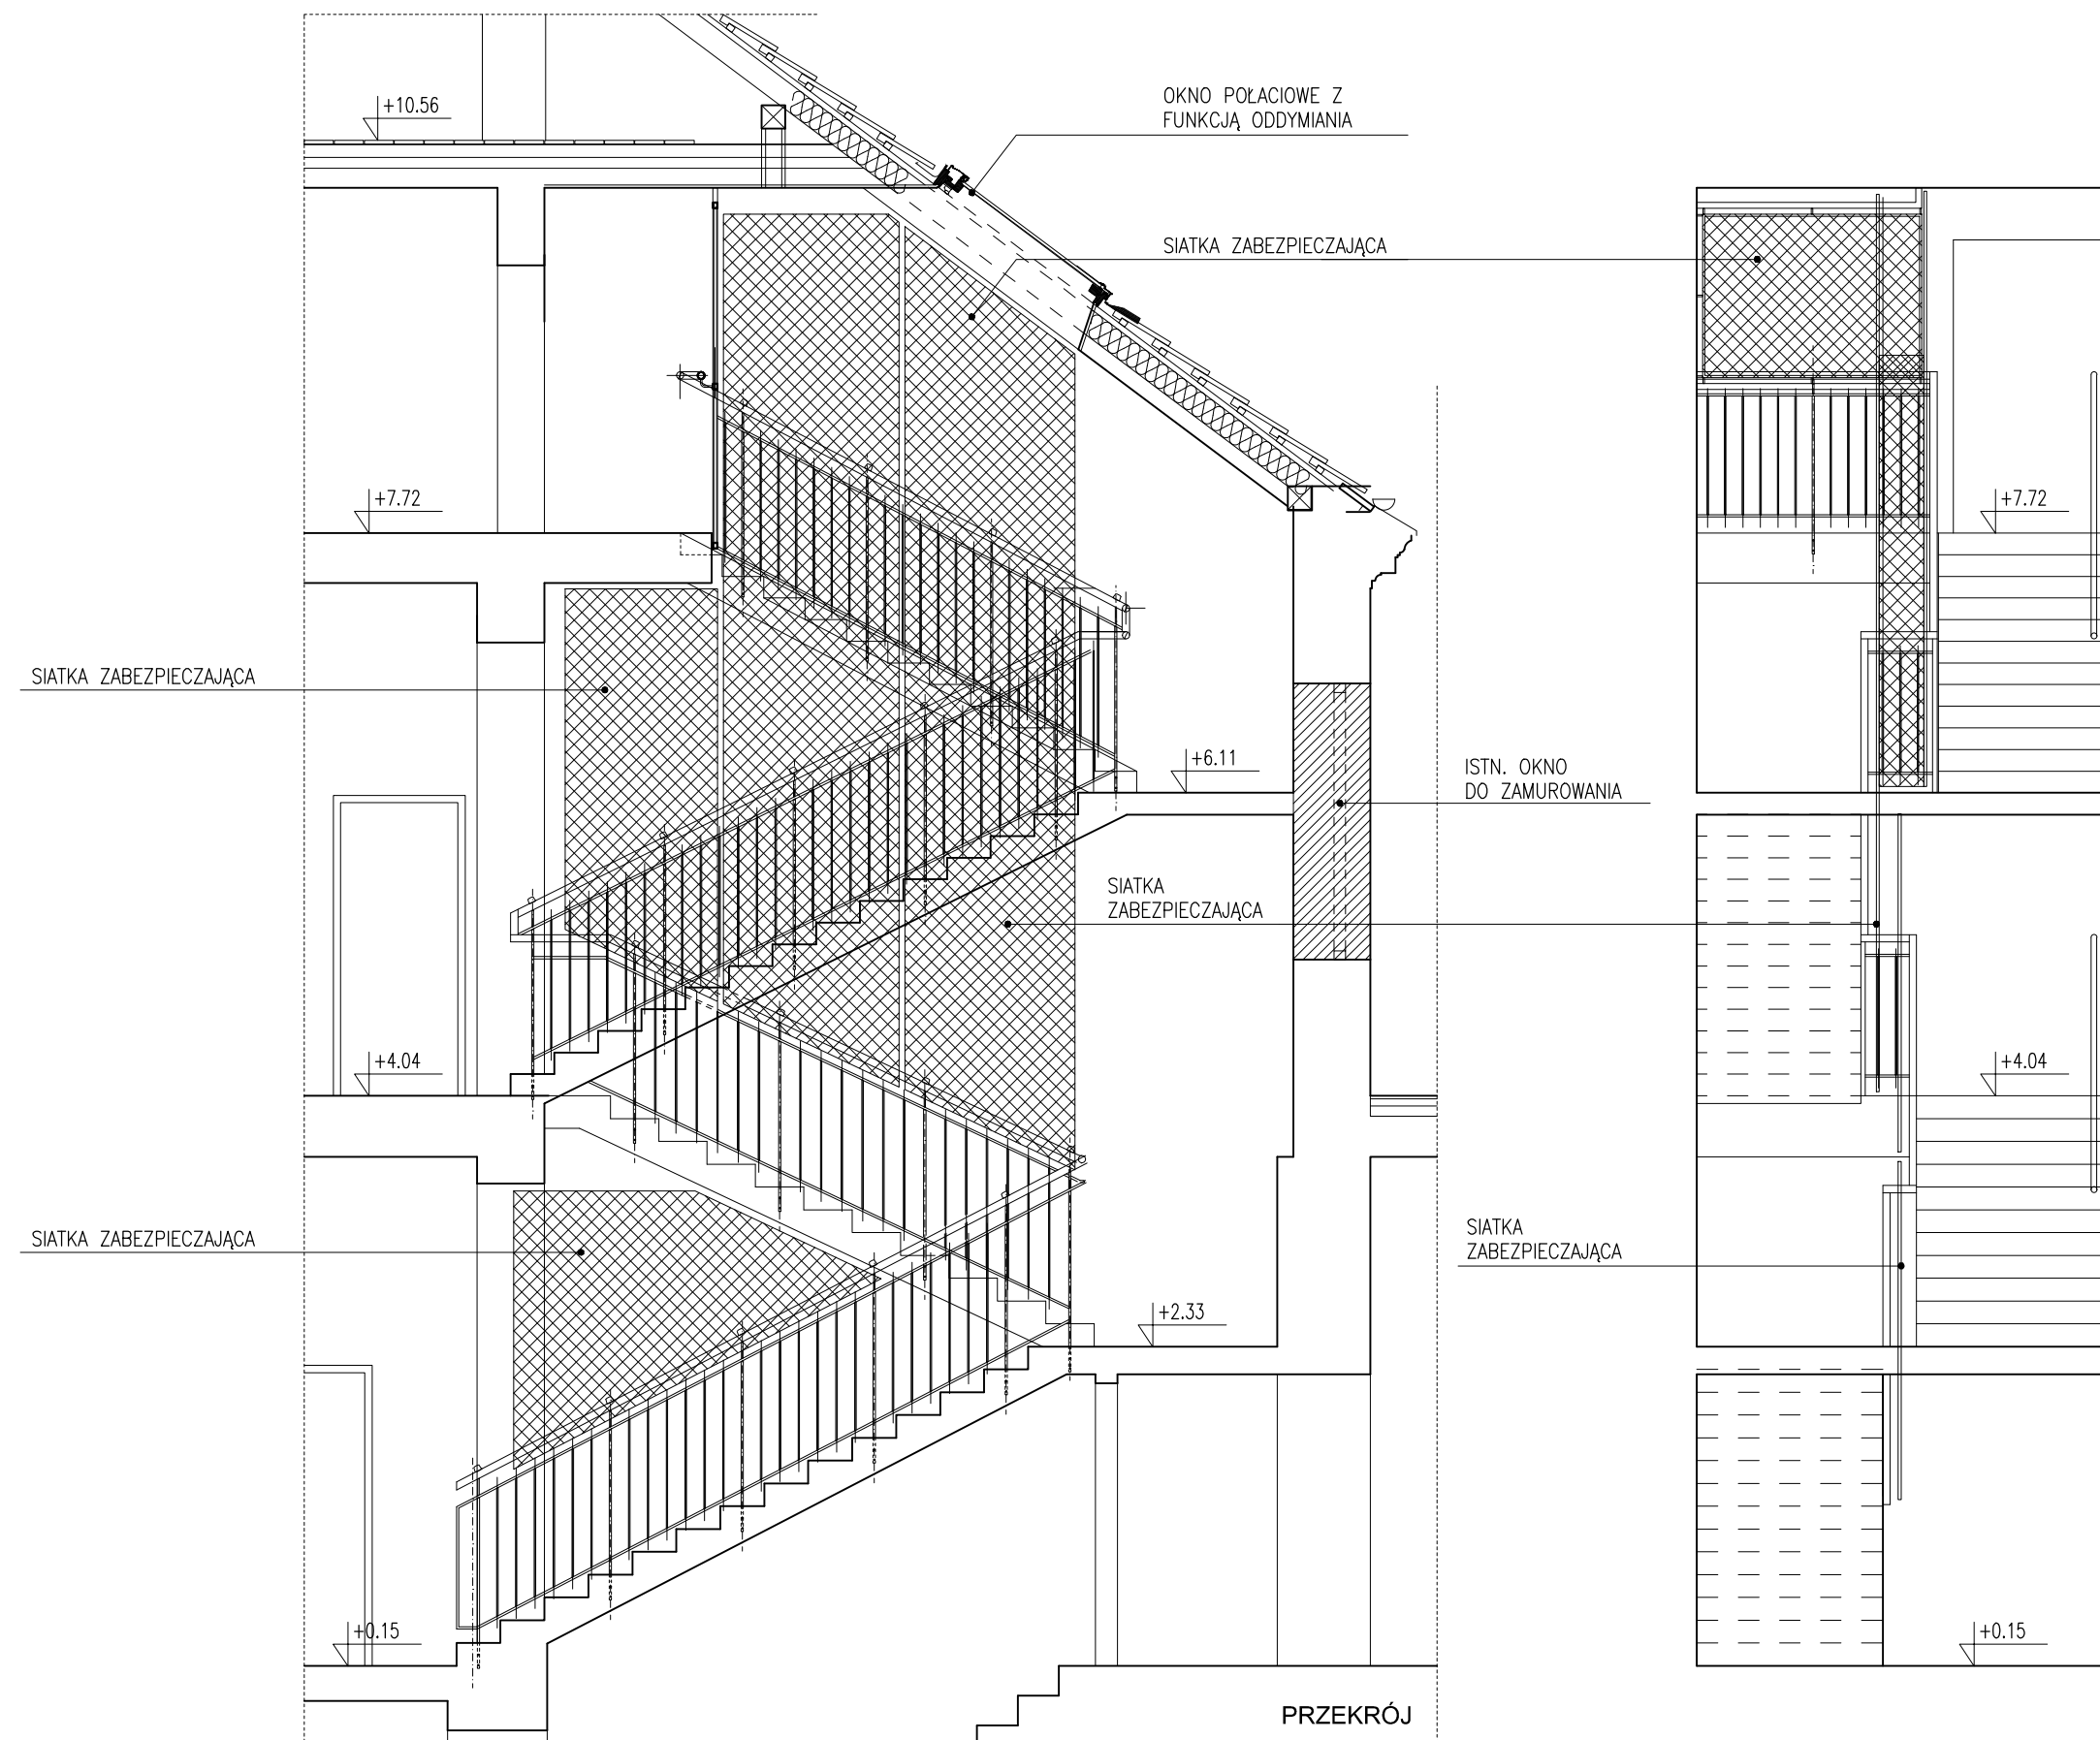 +10.56
OKNO POŁACIOWE Z
FUNKCJĄ ODDYMIANIA
SIATKA ZABEZPIECZAJĄCA
+7.72
+7.72
SIATKA ZABEZPIECZAJĄCA
+6.11
ISTN. OKNO
DO ZAMUROWANIA
SIATKA
ZABEZPIECZAJĄCA
+4.04
+4.04
SIATKA ZABEZPIECZAJĄCA
SIATKA
ZABEZPIECZAJĄCA
+2.33
+0.15
+0.15
PRZEKRÓJ